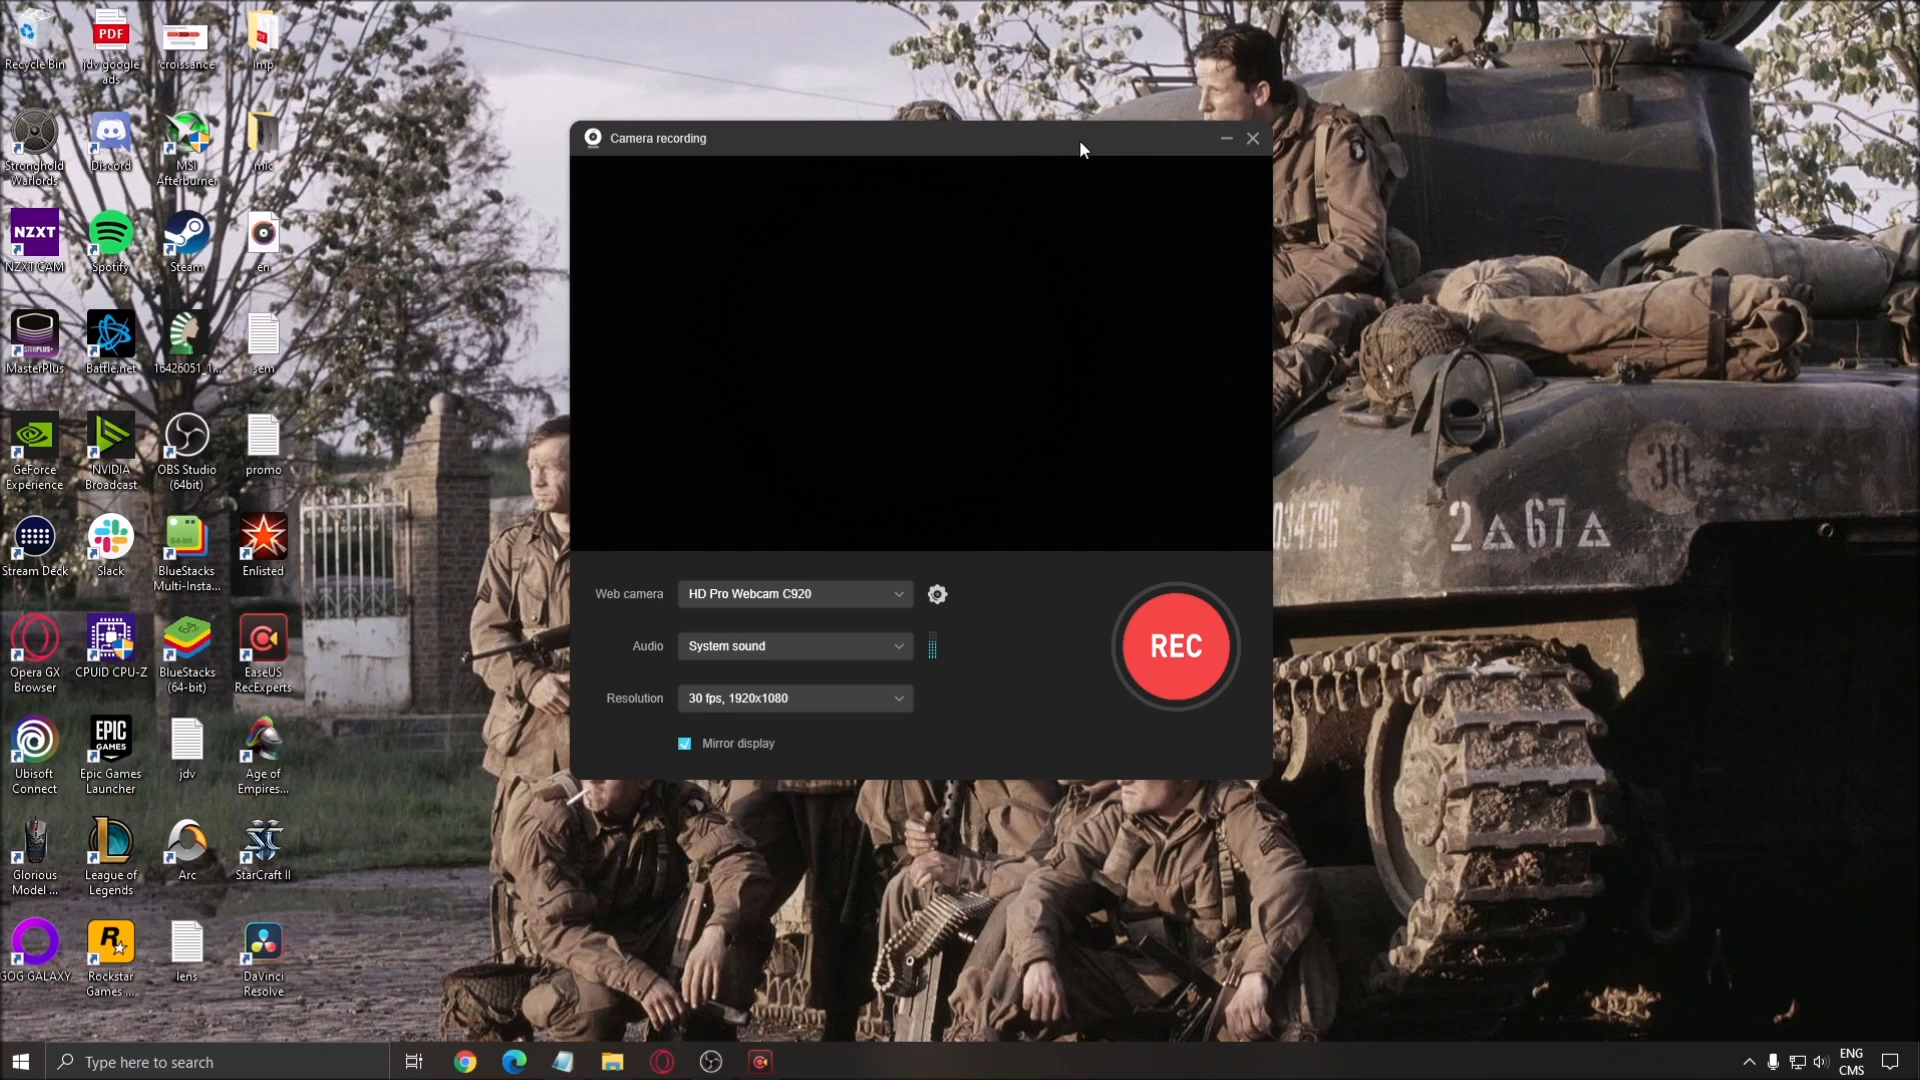 PDF
Recycle Bin
jdv google
ads
croissance
imp
Stronghold
Warlords
Discord
MSI
Afterburner
mic
NZXT
NZXT CAM
Spotify
Steam
en
MasterPlus
Battle.net
16426051_1...
sem
GeForce
Experience
NVIDIA
Broadcast
OBS Studio
(64bit)
promo
Stream Deck
Slack
64-bit
BlueStacks
Multi-Insta...
Enlisted
Opera GX
Browser
CPUID CPU-Z
64
BlueStacks
(64-bit)
EaseUS
RecExperts
Ubisoft
Connect
EPIC
GAMES
Epic Games
Launcher
jdv
Age of
Empires...
Glorious
Model ...
League of
Legends
Arc
StarCraft II
GOG GALAXY
Rockstar
Games ...
lens
DaVinci
Resolve
Camera recording
Web camera
HD Pro Webcam C920
Audio
System sound
Resolution
30 fps, 1920x1080
Mirror display
REC
30
2 67
Type here to search
ENG
CMS